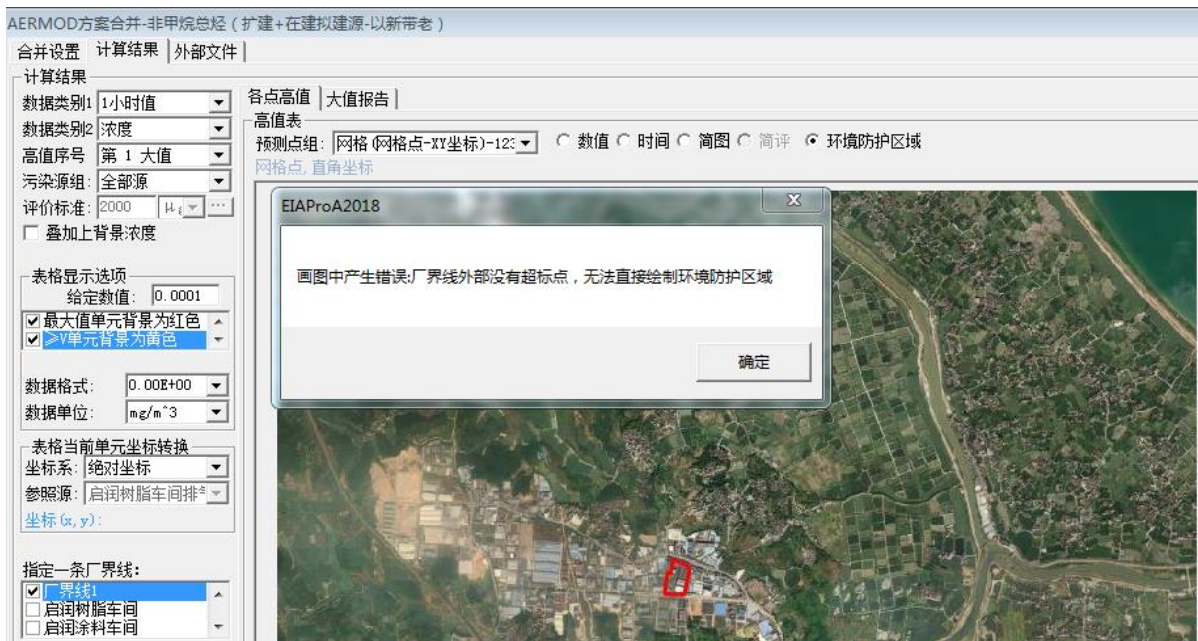 AERMOD方案合并-非甲烷总烃（扩建+在建拟建源-以新带老）
合并设置 计算结果 外部文件
计算结果
数据类别1 1小时值
数据类别2 浓度
高值序号 第 1 大值
污染源组: 全部源
评价标准: 2000
叠加上背景浓度
表格显示选项
给定数值: 0.0001
最大值单元背景为红色
≥V单元背景为黄色
数据格式: 0.00E+00
数据单位: mg/m^3
表格当前单元坐标转换
坐标系: 绝对坐标
参照源: 启润树脂车间排
坐标(x,y):
指定一条厂界线:
厂界线1
启润树脂车间
启润涂料车间
各点高值 大值报告
高值表
预测点组: 网格(网格点-XY坐标)-123 数值 时间 简图 简评 环境防护区域
网格点,直角坐标
EIAProA2018
画图中产生错误:厂界线外部没有超标点，无法直接绘制环境防护区域
确定